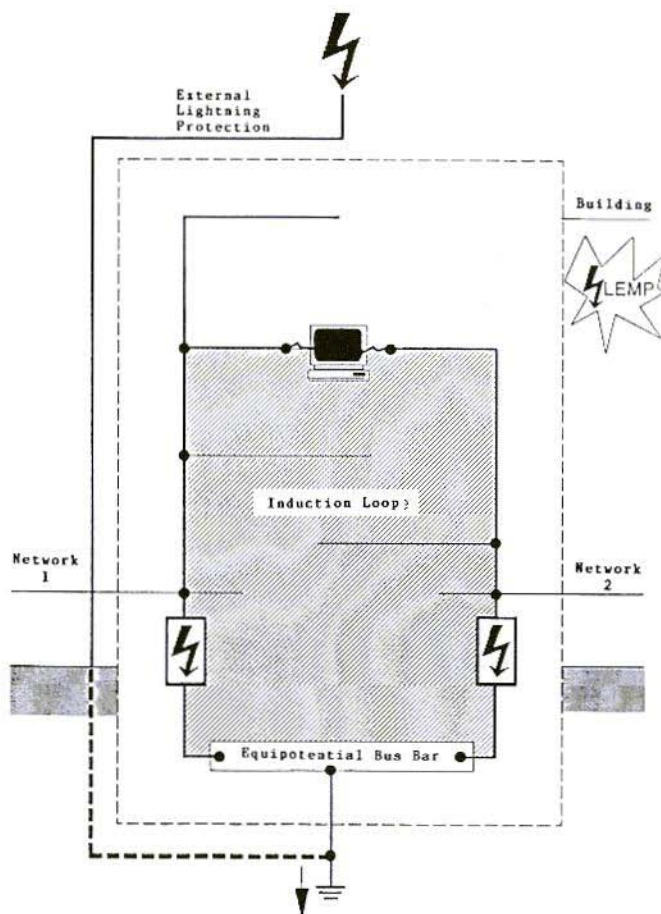 External
Lightning
Protection
Building
LEMP
Induction Loop
Network
1
Network
2
Equipotential Bus Bar